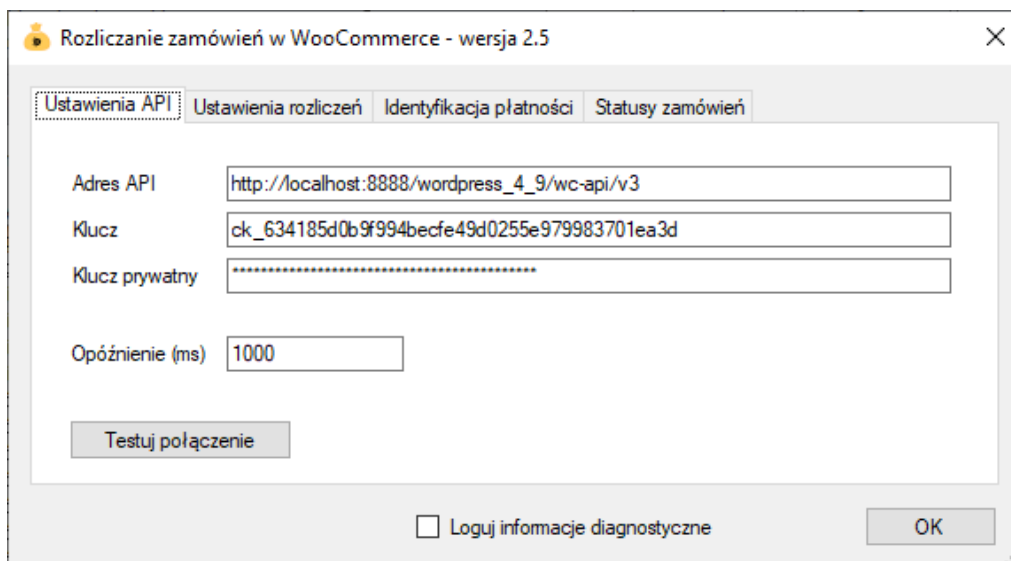 Rozliczanie zamówień w WooCommerce - wersja 2.5
Ustawienia API Ustawienia rozliczeń Identyfikacja płatności Statusy zamówień
Adres API http://localhost:8888/wordpress_4_9/wc-api/v3
Klucz ck_634185d0b9f994becfe49d0255e979983701ea3d
Klucz prywatny *******************************************
Opóźnienie (ms) 1000
Testuj połączenie
Loguj informacje diagnostyczne OK